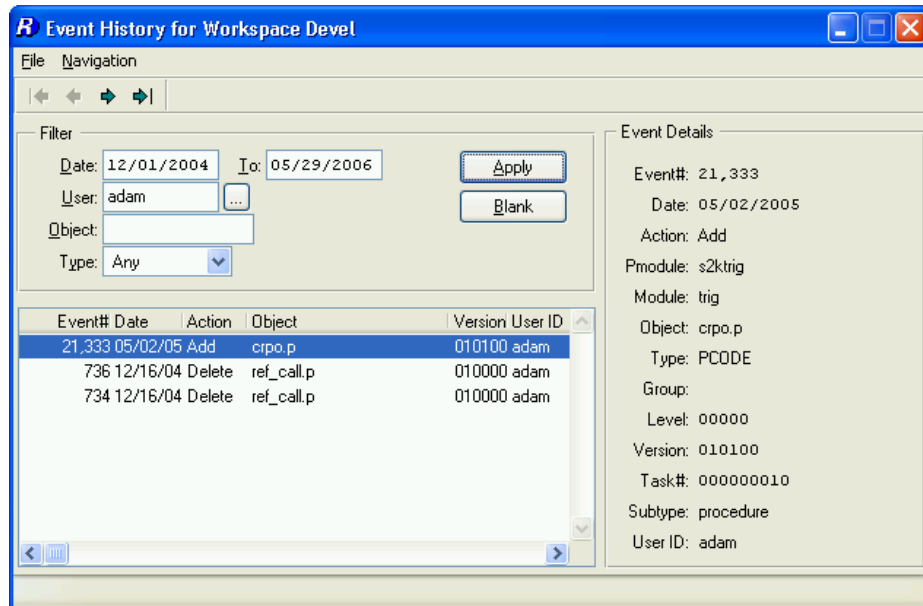 R Event History for Workspace Devel
File Navigation
Filter
Date: 12/01/2004 To: 05/29/2006
User: adam ...
Object:
Type: Any
Apply
Blank
Event# Date Action Object Version User ID
21,333 05/02/05 Add crpo.p 010100 adam
736 12/16/04 Delete ref_call.p 010000 adam
734 12/16/04 Delete ref_call.p 010000 adam
Event Details
Event#: 21,333
Date: 05/02/2005
Action: Add
Pmodule: s2ktrig
Module: trig
Object: crpo.p
Type: PCODE
Group:
Level: 00000
Version: 010100
Task#: 000000010
Subtype: procedure
User ID: adam